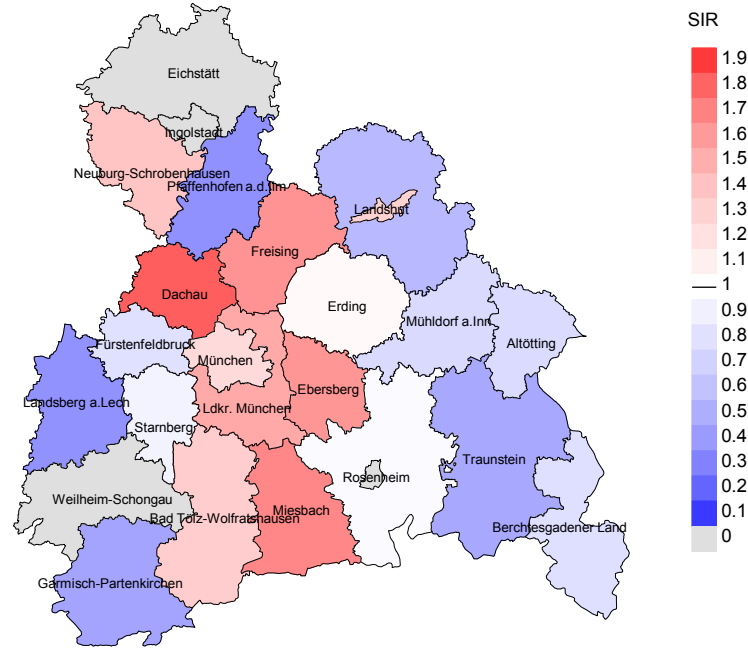 SIR
Eichstätt
Ingolstadt
Neuburg-Schrobenhausen
Pfaffenhofen a.d.Ilm
Landshut
Freising
Dachau
Erding
Mühldorf a.Inn
Altötting
Fürstenfeldbruck
München
Ebersberg
Landsberg a.Lech
Ldkr. München
Starnberg
Traunstein
Rosenheim
Weilheim-Schongau
Miesbach
Bad Tölz-Wolfratshausen
Berchtesgadener Land
Garmisch-Partenkirchen
1.9
1.8
1.7
1.6
1.5
1.4
1.3
1.2
1.1
1
0.9
0.8
0.7
0.6
0.5
0.4
0.3
0.2
0.1
0